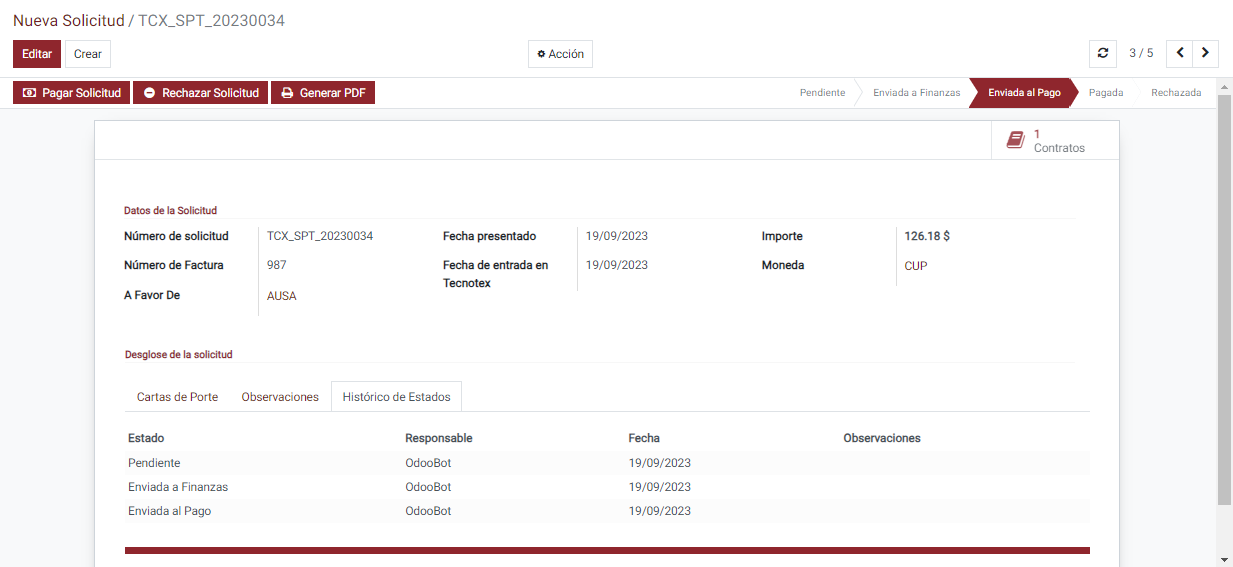 Nueva Solicitud / TCX_SPT_20230034
Editar Crear Acción 3 / 5
Pagar Solicitud Rechazar Solicitud Generar PDF Pendiente Enviada a Finanzas Enviada al Pago Pagada Rechazada
1
Contratos
Datos de la Solicitud
Número de solicitud TCX_SPT_20230034 Fecha presentado 19/09/2023 Importe 126.18 $
Número de Factura 987 Fecha de entrada en 19/09/2023 Moneda CUP
Tecnotex
A Favor De AUSA
Desglose de la solicitud
Cartas de Porte Observaciones Histórico de Estados
Estado Responsable Fecha Observaciones
Pendiente OdooBot 19/09/2023
Enviada a Finanzas OdooBot 19/09/2023
Enviada al Pago OdooBot 19/09/2023